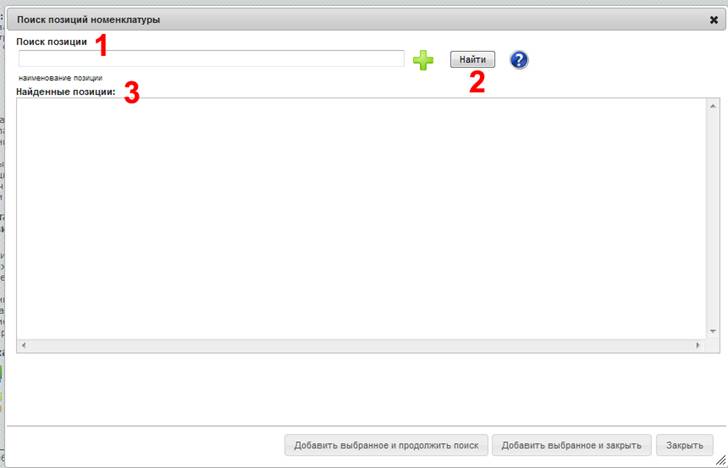 Поиск позиций номенклатуры
Поиск позиции 1
Найти ?
наименование позиции 2
Найденные позиции: 3
Добавить выбранное и продолжить поиск Добавить выбранное и закрыть Закрыть